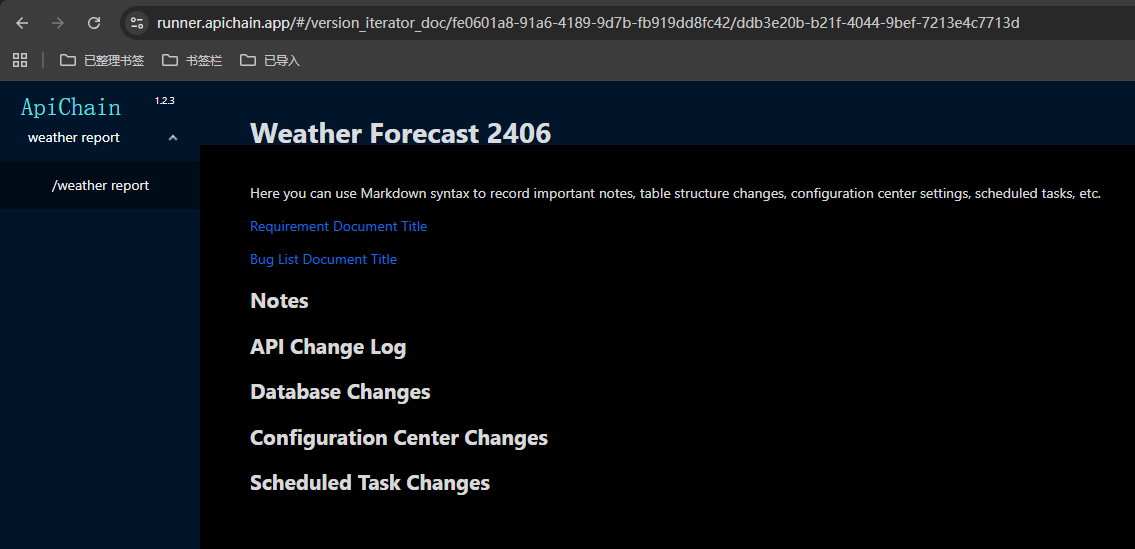 runner.apichain.app/#/version_iterator_doc/fe0601a8-91a6-4189-9d7b-fb919dd8fc42/ddb3e20b-b21f-4044-9bef-7213e4c7713d
已整理书签 书签栏 已导入
ApiChain 1.2.3
weather report
/weather report
Weather Forecast 2406
Here you can use Markdown syntax to record important notes, table structure changes, configuration center settings, scheduled tasks, etc.
Requirement Document Title
Bug List Document Title
Notes
API Change Log
Database Changes
Configuration Center Changes
Scheduled Task Changes